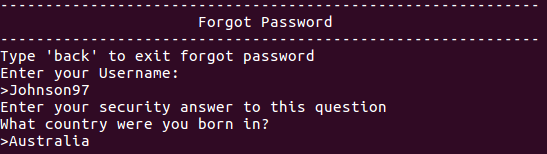 ------------------------------------------------------------
Forgot Password
------------------------------------------------------------
Type 'back' to exit forgot password
Enter your Username:
>Johnson97
Enter your security answer to this question
What country were you born in?
>Australia